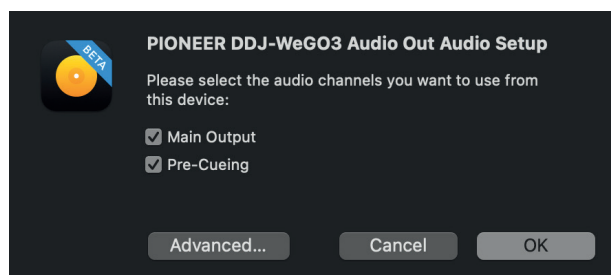 BETA
PIONEER DDJ-WeGO3 Audio Out Audio Setup
Please select the audio channels you want to use from
this device:
Main Output
Pre-Cueing
Advanced...
Cancel
OK